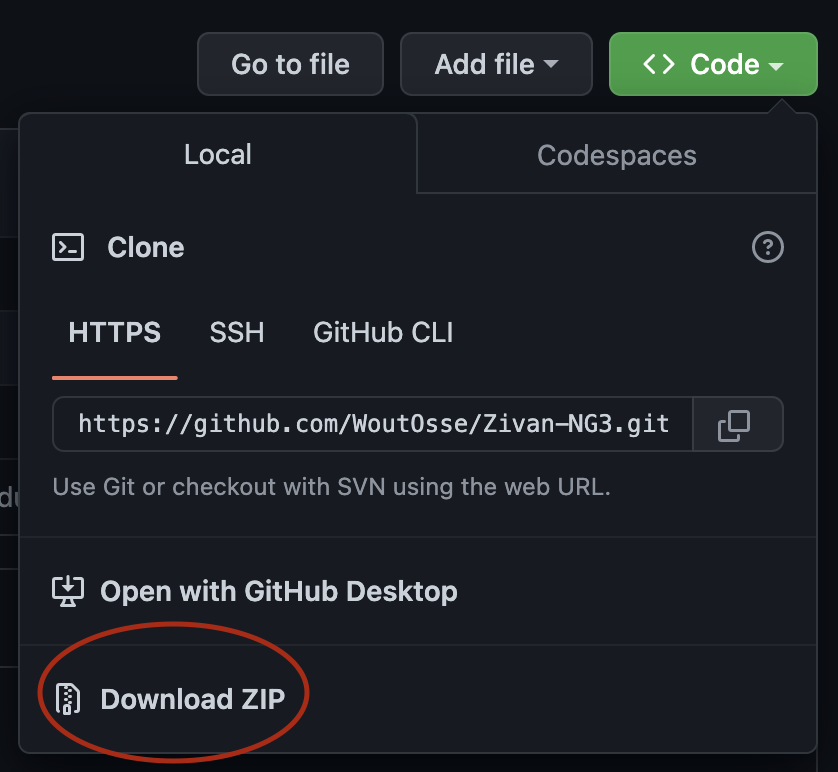 Go to file Add file <> Code
Local Codespaces
Clone
HTTPS SSH GitHub CLI
https://github.com/WoutOsse/Zivan-NG3.git
Use Git or checkout with SVN using the web URL.
Open with GitHub Desktop
Download ZIP